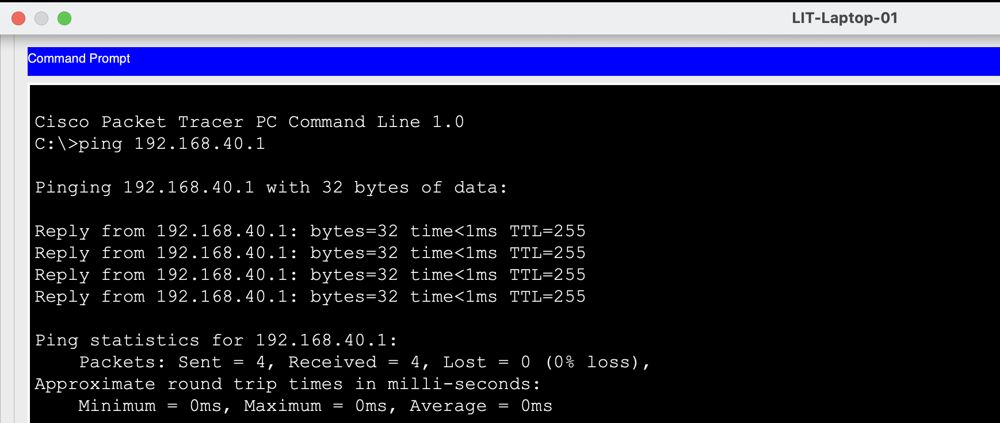 LIT-Laptop-01
Command Prompt
Cisco Packet Tracer PC Command Line 1.0
C:\>ping 192.168.40.1
Pinging 192.168.40.1 with 32 bytes of data:
Reply from 192.168.40.1: bytes=32 time<1ms TTL=255
Reply from 192.168.40.1: bytes=32 time<1ms TTL=255
Reply from 192.168.40.1: bytes=32 time<1ms TTL=255
Reply from 192.168.40.1: bytes=32 time<1ms TTL=255
Ping statistics for 192.168.40.1:
Packets: Sent = 4, Received = 4, Lost = 0 (0% loss),
Approximate round trip times in milli-seconds:
Minimum = 0ms, Maximum = 0ms, Average = 0ms